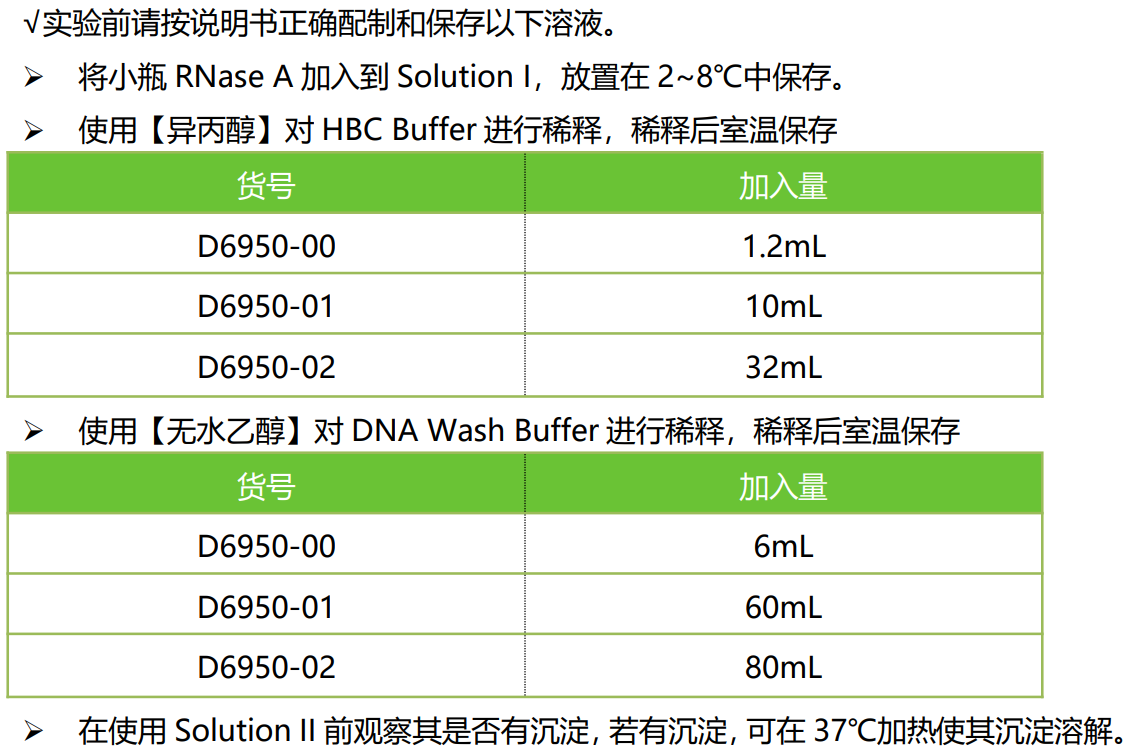 √实验前请按说明书正确配制和保存以下溶液。
➢ 将小瓶 RNase A 加入到 Solution I，放置在 2~8℃中保存。
➢ 使用【异丙醇】对 HBC Buffer 进行稀释，稀释后室温保存
货号 加入量
D6950-00 1.2mL
D6950-01 10mL
D6950-02 32mL
➢ 使用【无水乙醇】对 DNA Wash Buffer 进行稀释，稀释后室温保存
货号 加入量
D6950-00 6mL
D6950-01 60mL
D6950-02 80mL
➢ 在使用 Solution II 前观察其是否有沉淀, 若有沉淀, 可在 37℃加热使其沉淀溶解。